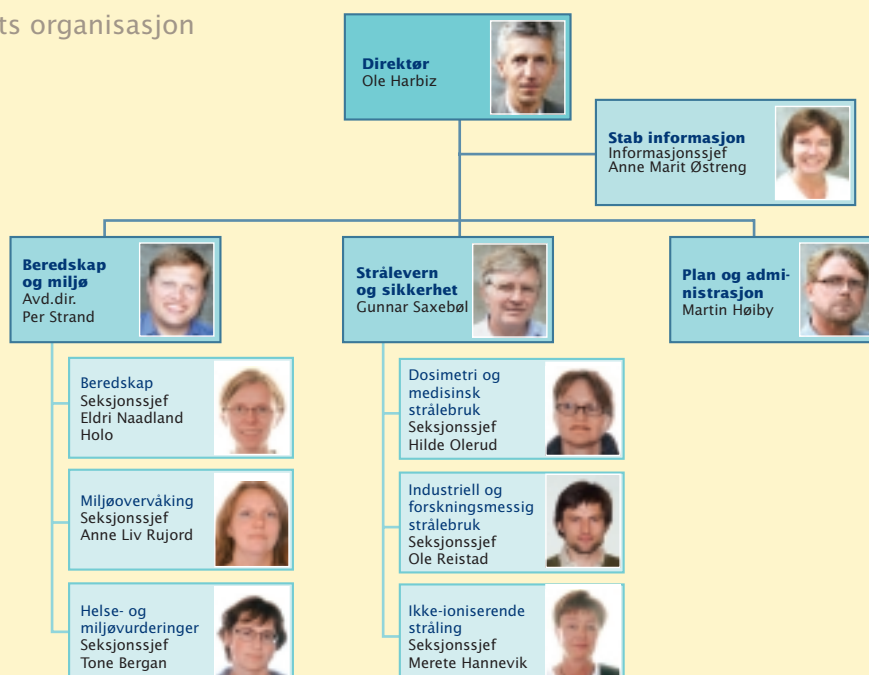 ts organisasjon
Direktør
Ole Harbiz
Stab informasjon
Informasjonssjef
Anne Marit Østreng
Beredskap
og miljø
Avd.dir.
Per Strand
Strålevern
og sikkerhet
Gunnar Saxebøl
Plan og admi-
nistrasjon
Martin Høiby
Beredskap
Seksjonssjef
Eldri Naadland
Holo
Miljøovervåking
Seksjonssjef
Anne Liv Rujord
Helse- og
miljøvurderinger
Seksjonssjef
Tone Bergan
Dosimetri og
medisinsk
strålebruk
Seksjonssjef
Hilde Olerud
Industriell og
forskningsmessig
strålebruk
Seksjonssjef
Ole Reistad
Ikke-ioniserende
stråling
Seksjonssjef
Merete Hannevik